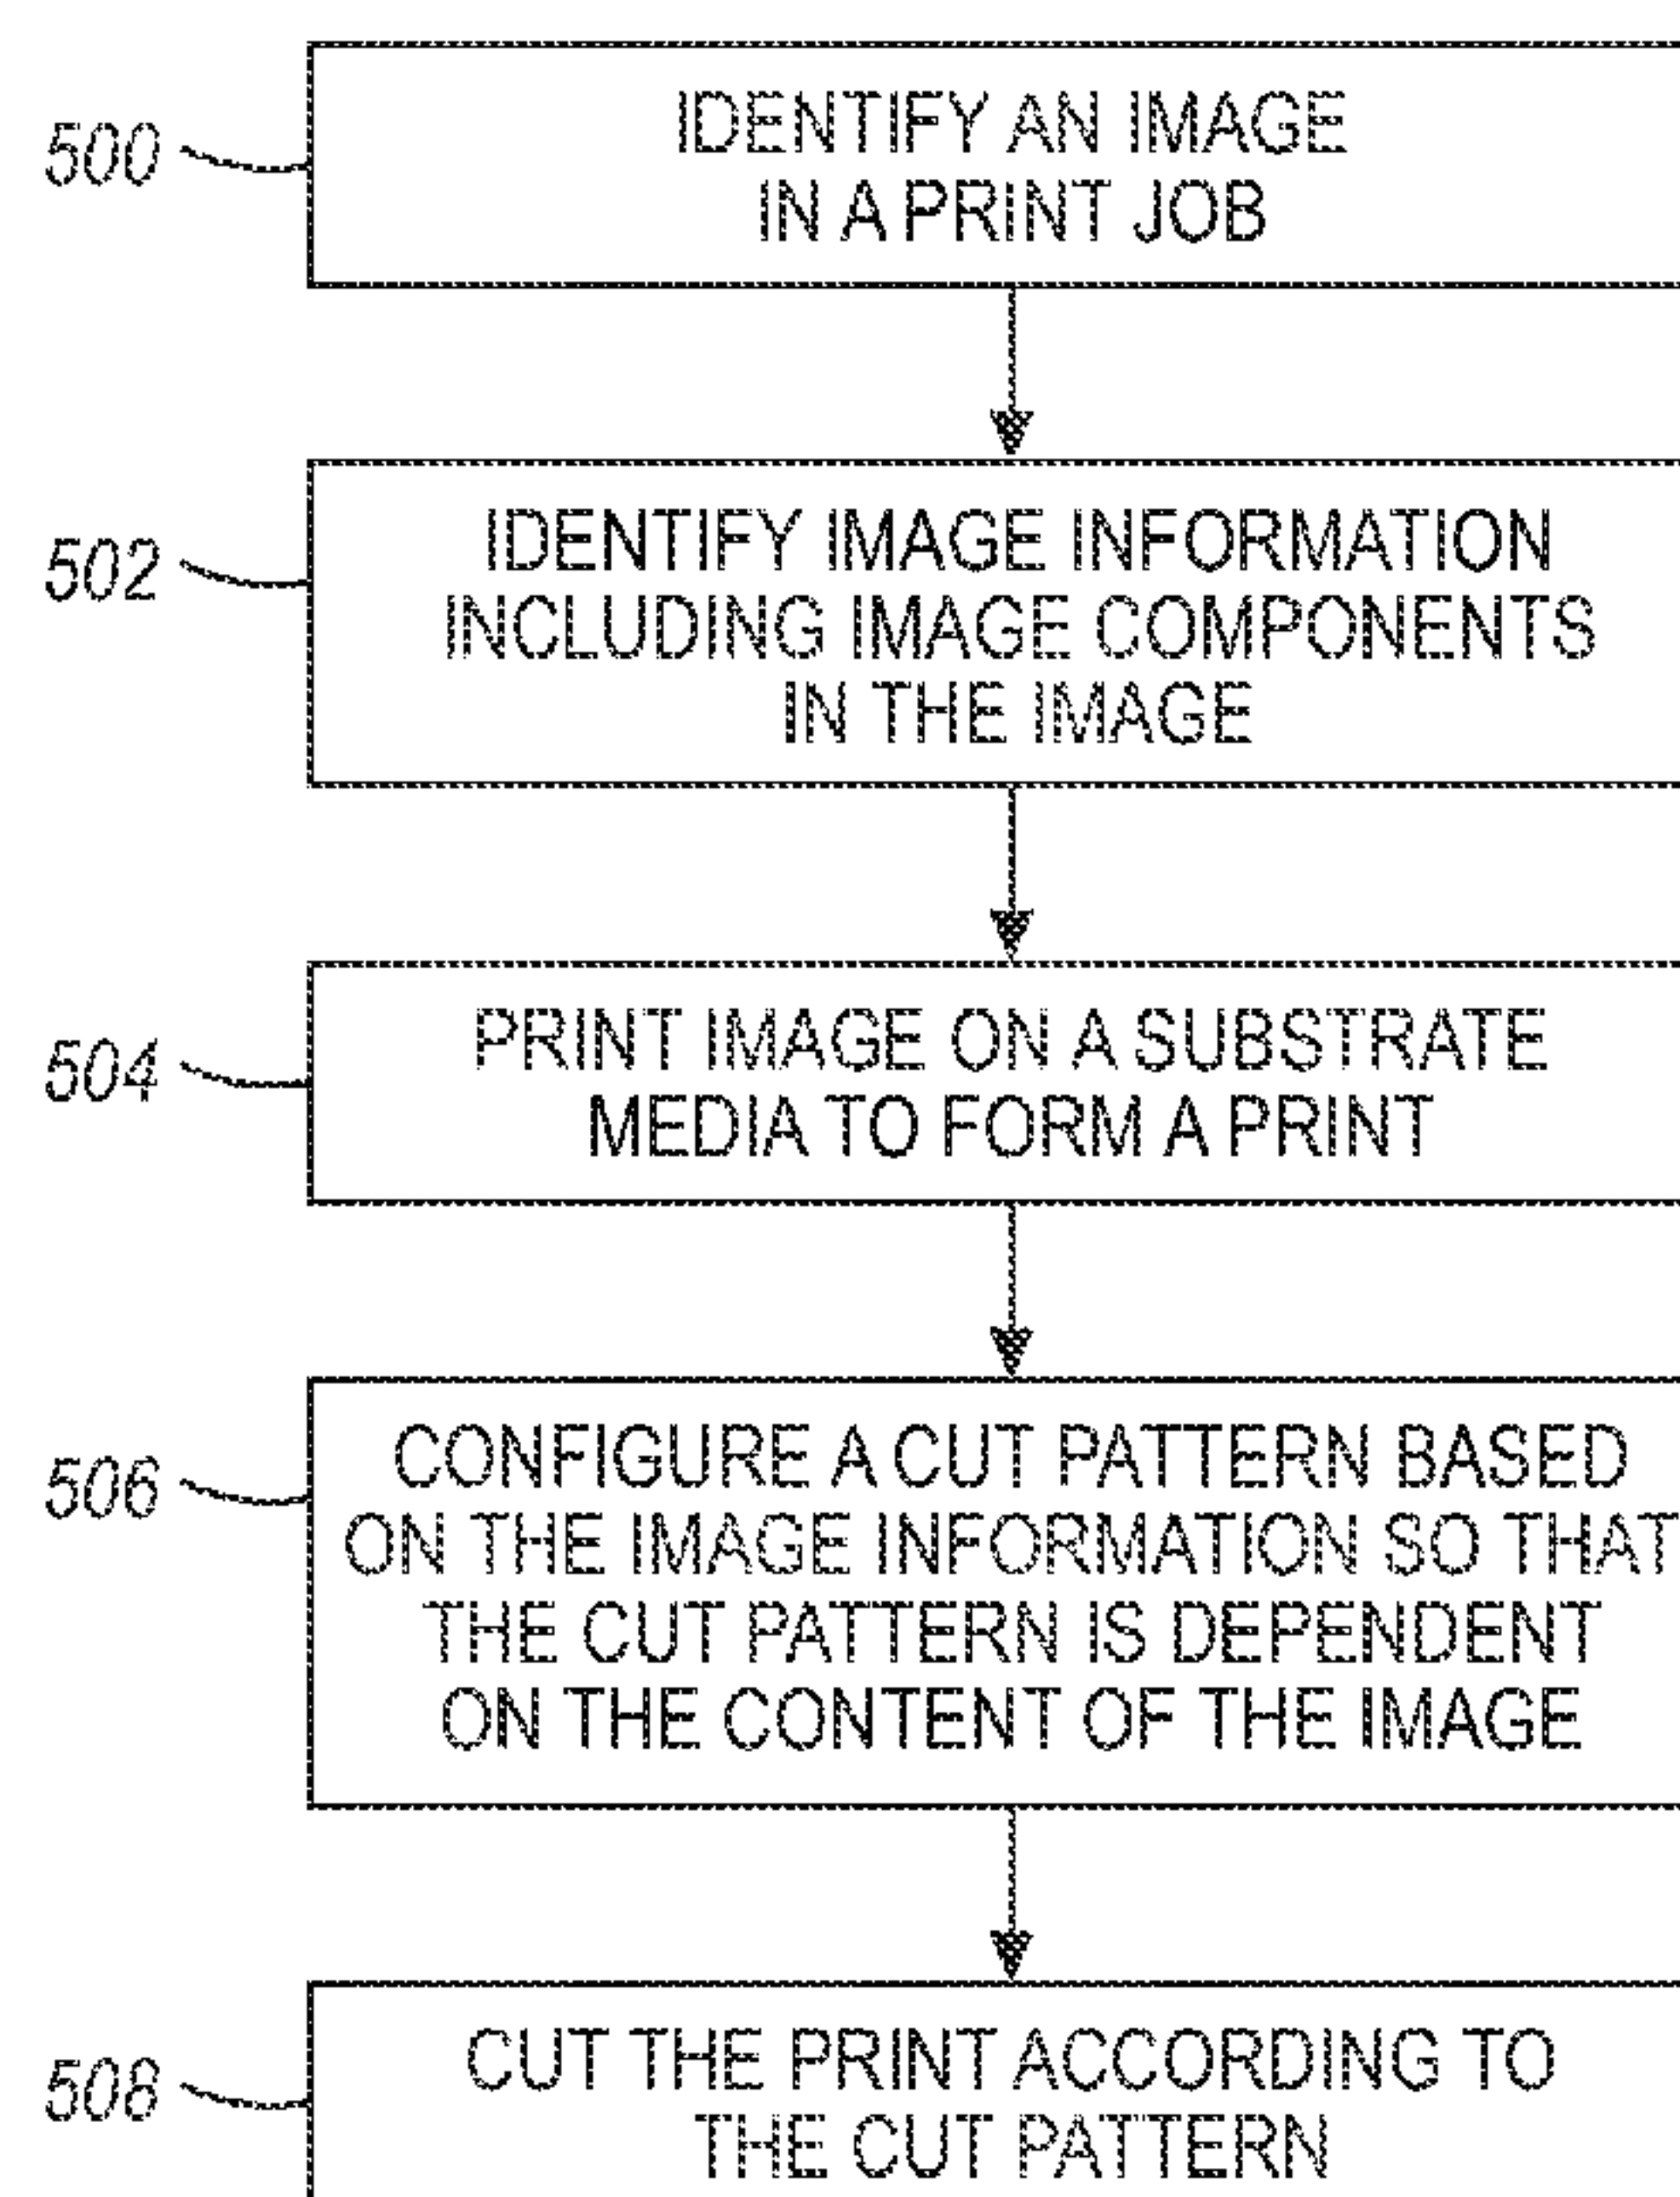 500
IDENTIFY AN IMAGE
IN A PRINT JOB
502
IDENTIFY IMAGE INFORMATION
INCLUDING IMAGE COMPONENTS
IN THE IMAGE
504
PRINT IMAGE ON A SUBSTRATE
MEDIA TO FORM A PRINT
506
CONFIGURE A CUT PATTERN BASED
ON THE IMAGE INFORMATION SO THAT
THE CUT PATTERN IS DEPENDENT
ON THE CONTENT OF THE IMAGE
508
CUT THE PRINT ACCORDING TO
THE CUT PATTERN